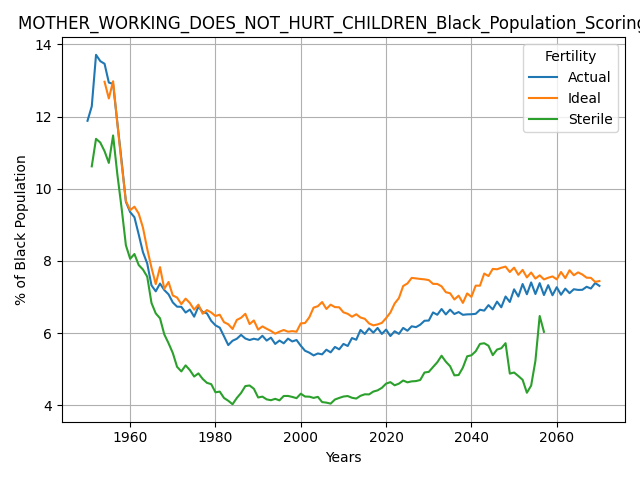 MOTHER_WORKING_DOES_NOT_HURT_CHILDREN_Black_Population_Scoring
14
12
10
8
6
4
% of Black Population
Fertility
Actual
Ideal
Sterile
1960
1980
2000
2020
2040
2060
Years